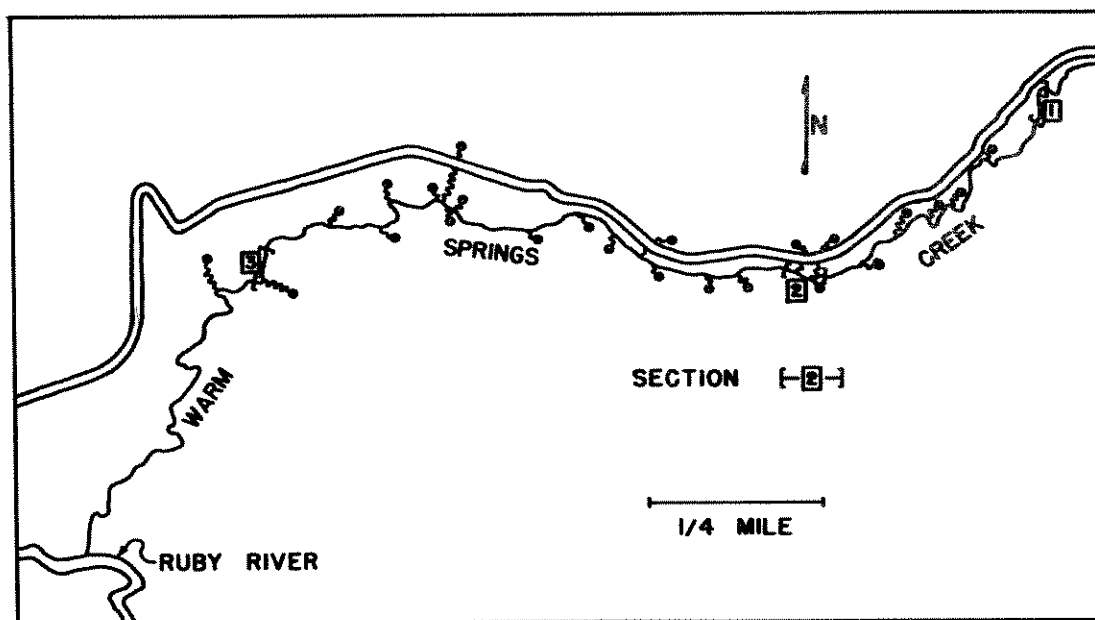 N
1
SPRINGS
CREEK
3
2
WARM
SECTION 2
1/4 MILE
RUBY RIVER